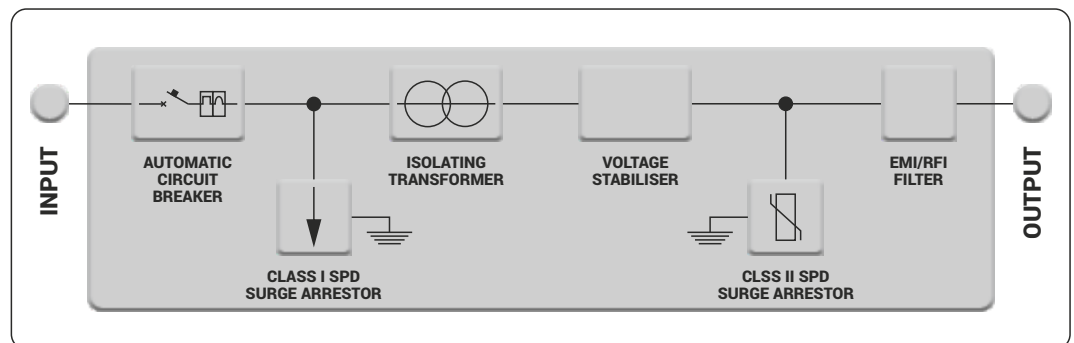 INPUT
AUTOMATIC
CIRCUIT
BREAKER
ISOLATING
TRANSFORMER
VOLTAGE
STABILISER
EMI/RFI
FILTER
OUTPUT
CLASS I SPD
SURGE ARRESTOR
CLSS II SPD
SURGE ARRESTOR